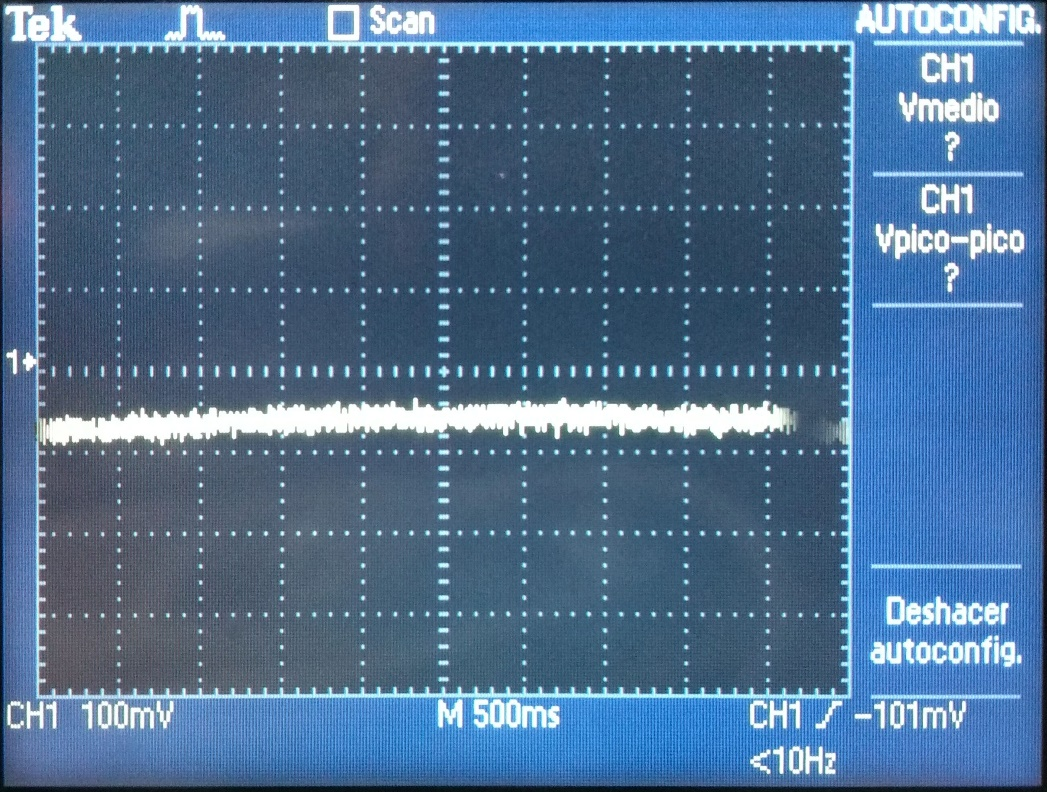 Tek Scan AUTOCONFIG.
CH1
Vmedio
?
CH1
Vpico-pico
?
1
Deshacer
autoconfig.
CH1 100mV M 500ms CH1 -101mV
<10Hz